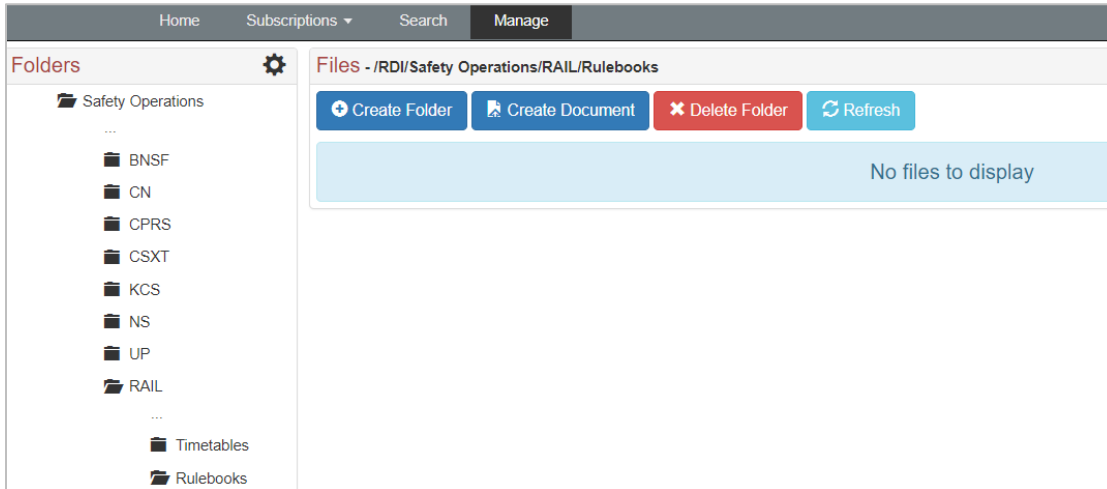 Home Subscriptions Search Manage
Folders
Safety Operations
...
BNSF
CN
CPRS
CSXT
KCS
NS
UP
RAIL
...
Timetables
Rulebooks
Files - /RDI/Safety Operations/RAIL/Rulebooks
Create Folder Create Document Delete Folder Refresh
No files to display